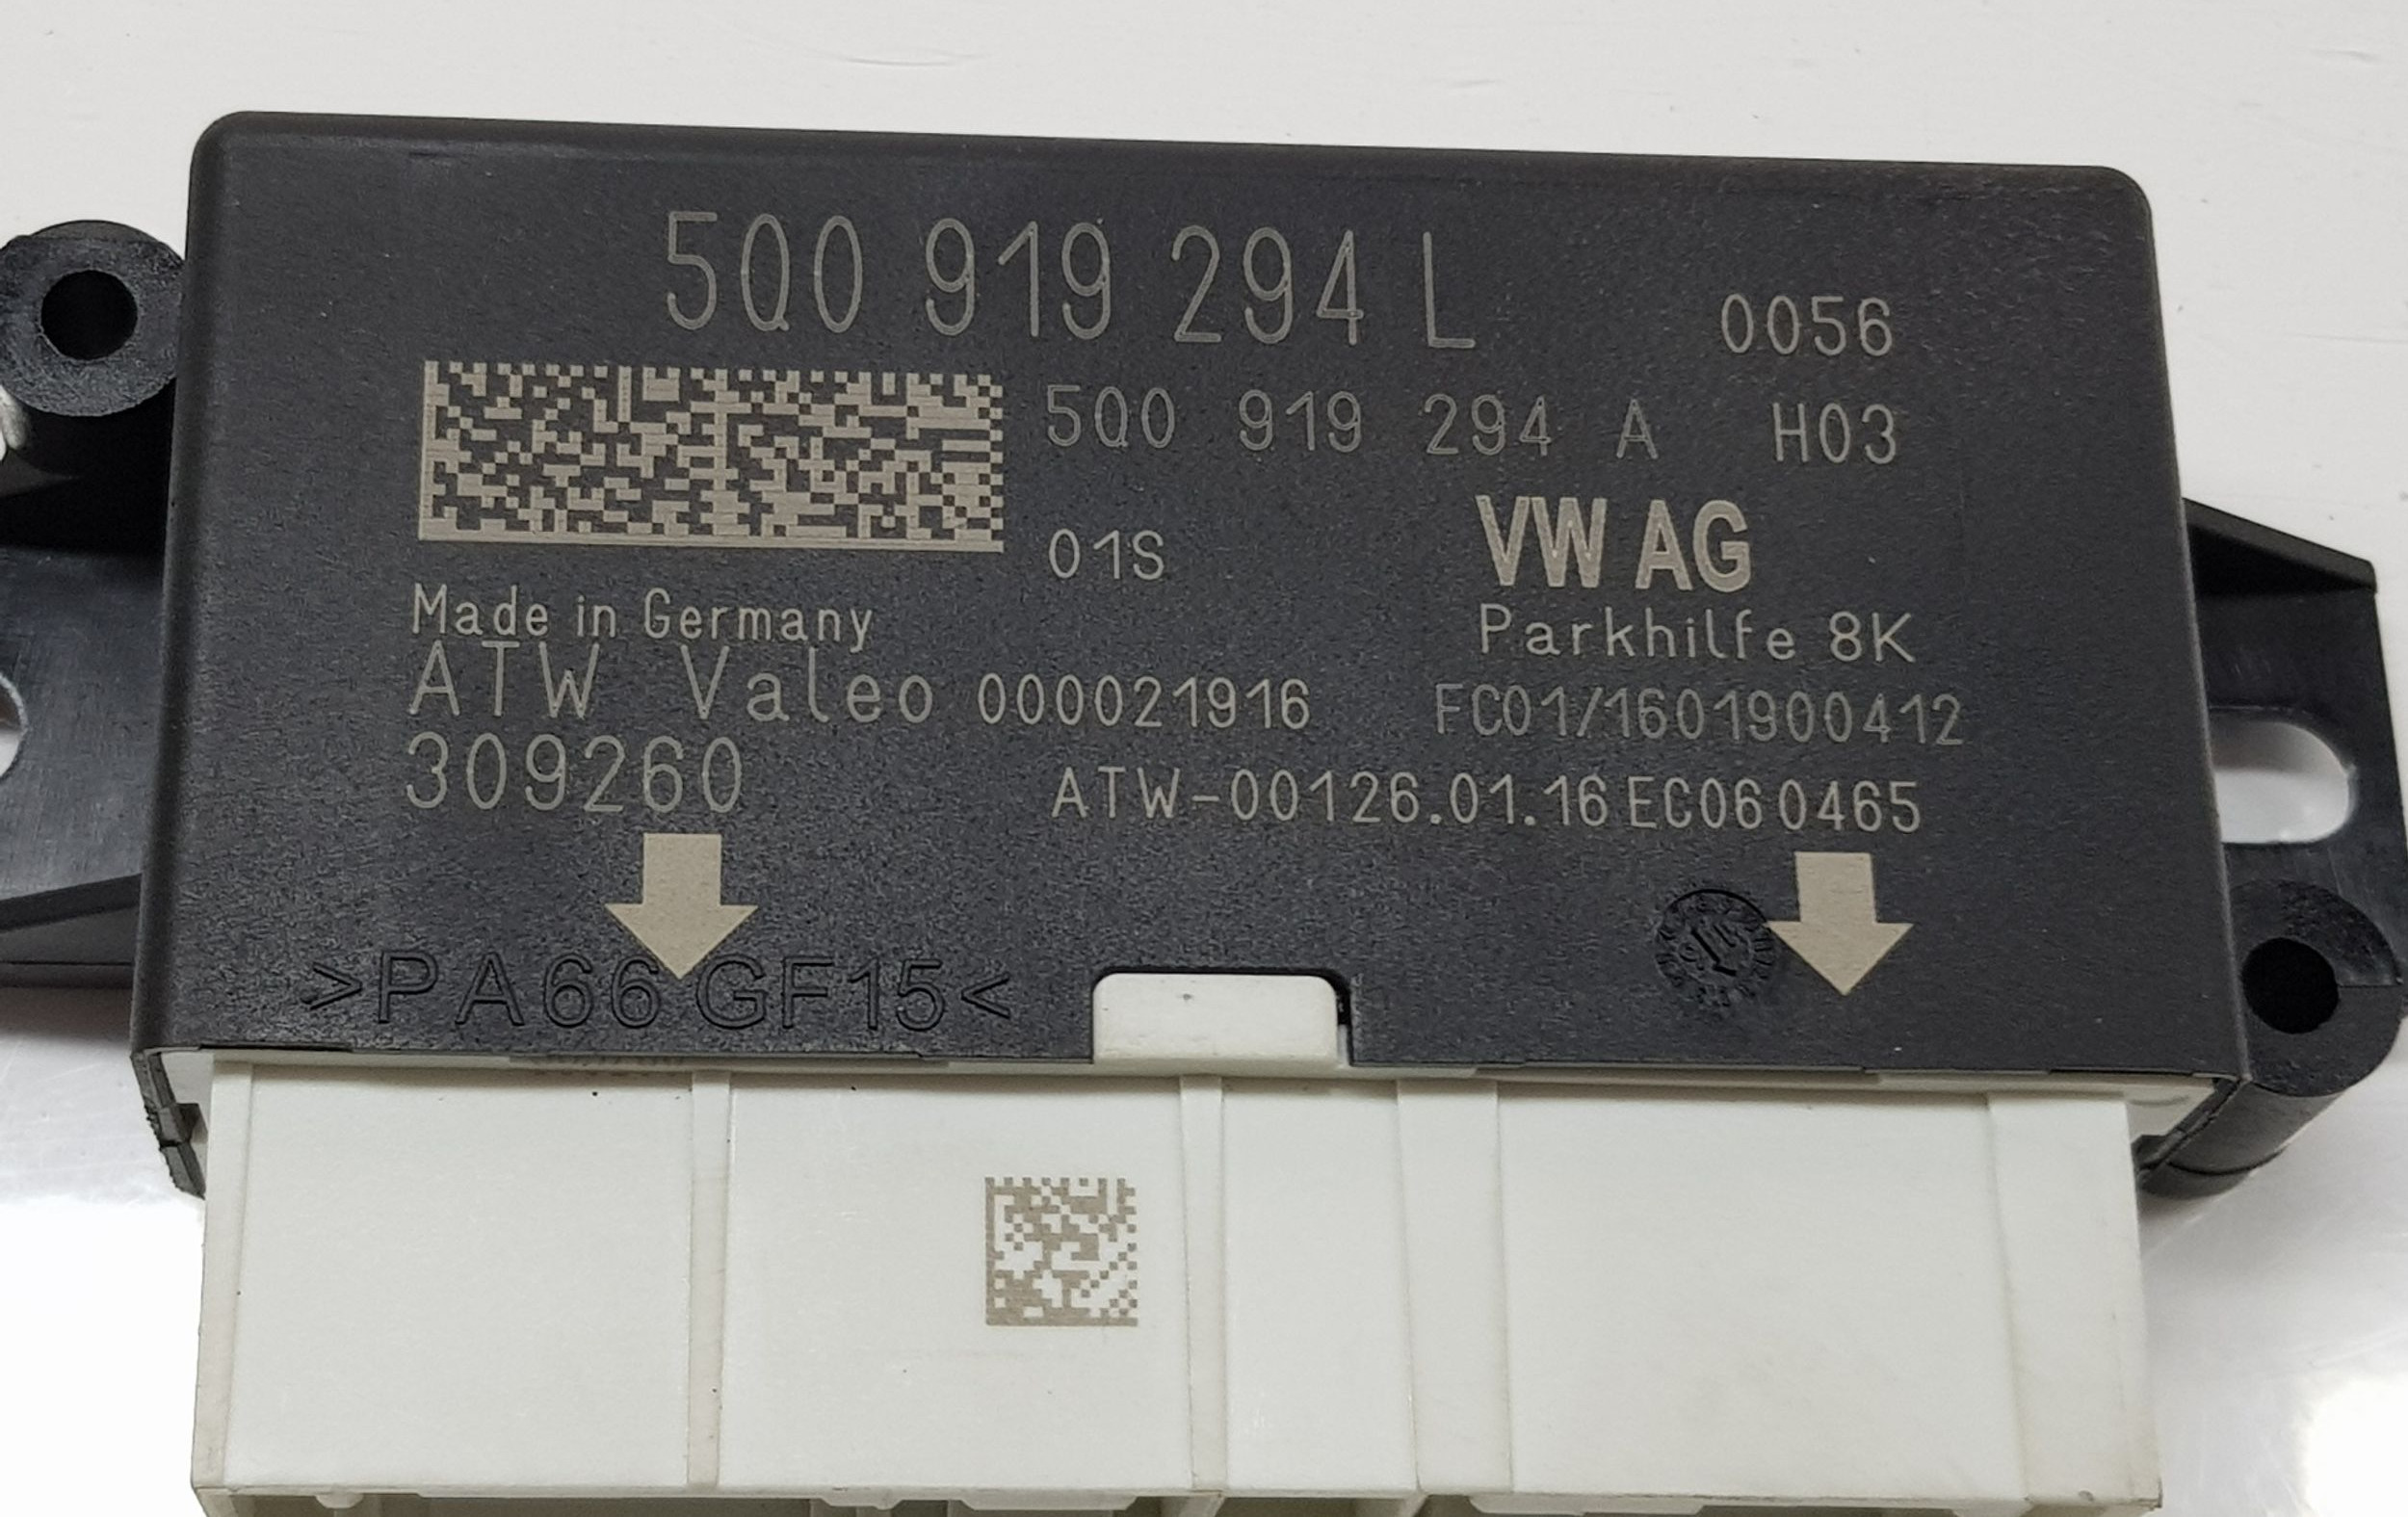 5Q0 919 294 L
0056
5Q0 919 294 A H03
01S
VW AG
Made in Germany
Parkhilfe 8K
ATW Valeo 000021916
FC01/1601900412
309260
ATW-00126.01.16 EC060465
>PA66 GF15<